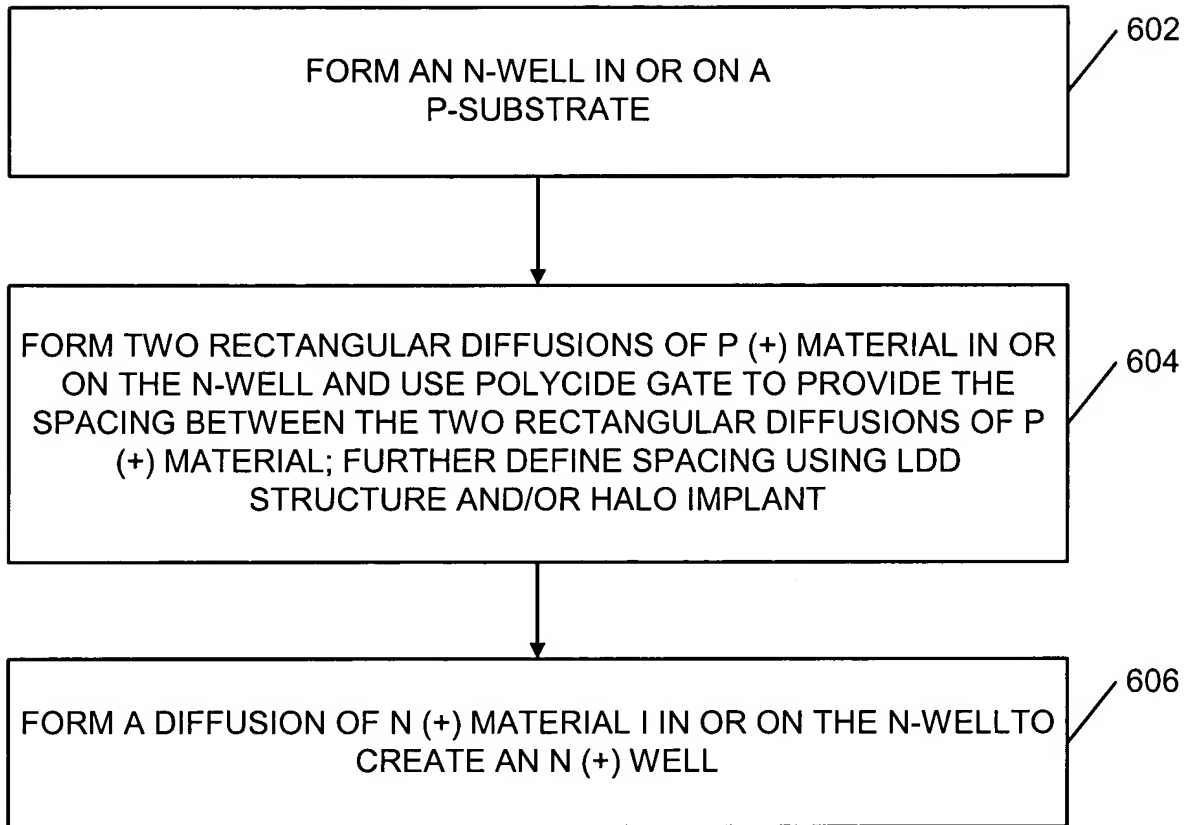 602
FORM AN N-WELL IN OR ON A
P-SUBSTRATE
604
FORM TWO RECTANGULAR DIFFUSIONS OF P (+) MATERIAL IN OR
ON THE N-WELL AND USE POLYCIDE GATE TO PROVIDE THE
SPACING BETWEEN THE TWO RECTANGULAR DIFFUSIONS OF P
(+) MATERIAL; FURTHER DEFINE SPACING USING LDD
STRUCTURE AND/OR HALO IMPLANT
606
FORM A DIFFUSION OF N (+) MATERIAL I IN OR ON THE N-WELLTO
CREATE AN N (+) WELL